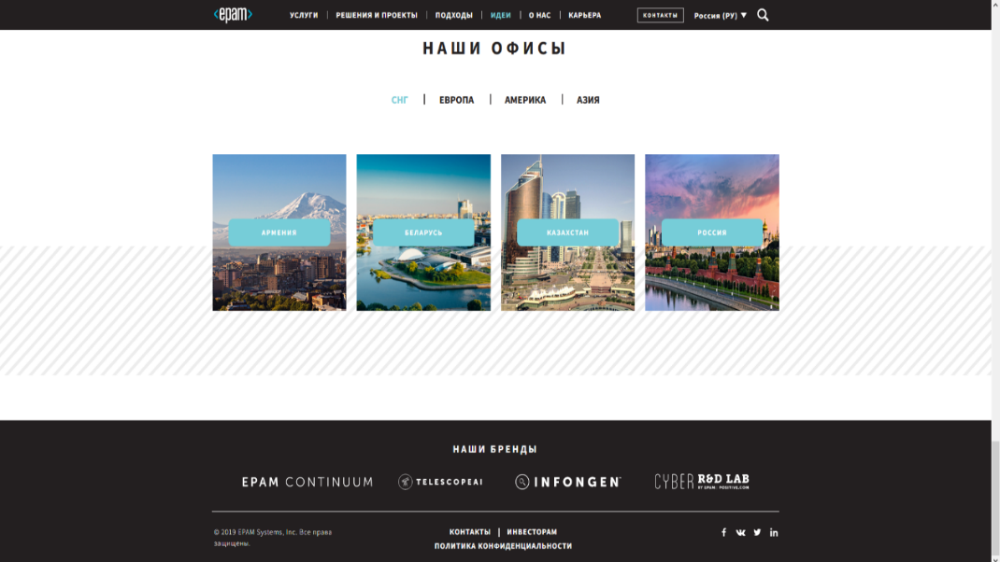 <epam>
УСЛУГИ | РЕШЕНИЯ И ПРОЕКТЫ | ПОДХОДЫ | ИДЕИ | О НАС | КАРЬЕРА
КОНТАКТЫ
Россия (РУ) ▼
НАШИ ОФИСЫ
СНГ | ЕВРОПА | АМЕРИКА | АЗИЯ
АРМЕНИЯ
БЕЛАРУСЬ
КАЗАХСТАН
РОССИЯ
НАШИ БРЕНДЫ
EPAM CONTINUUM
TELESCOPEAI
INFONGEN
CYBER R&D LAB
BY EPAM | POSITIVE.COM
© 2019 EPAM Systems, Inc. Все права
защищены.
КОНТАКТЫ | ИНВЕСТОРАМ
ПОЛИТИКА КОНФИДЕНЦИАЛЬНОСТИ